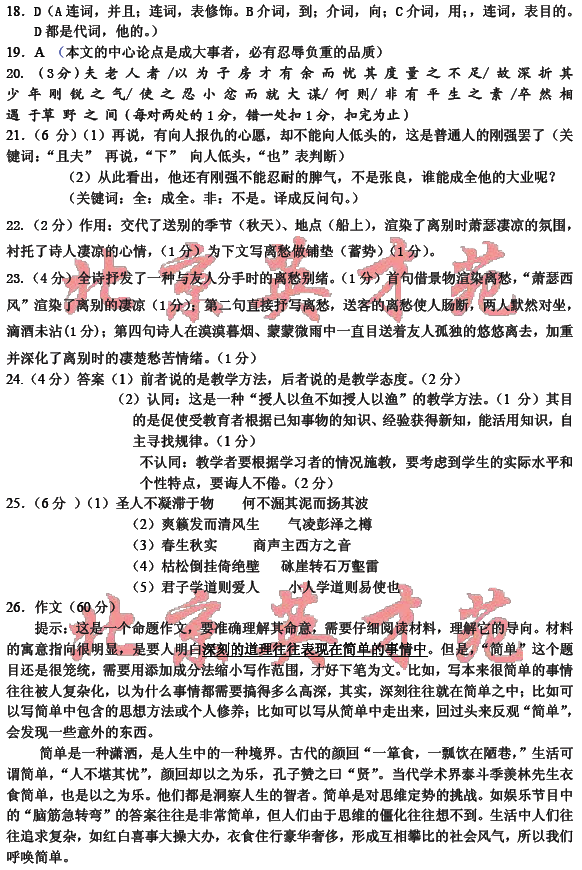 18．D（A连词，并且；连词，表修饰。B介词，到；介词，向；C介词，用；，连词，表目的。
D都是代词，他的。）
19．A （本文的中心论点是成大事者，必有忍辱负重的品质）
20．（3分）夫老人者/以为子房才有余而忧其度量之不足/故深折其
少年刚锐之气/使之忍小忿而就大谋/何则/非有平生之素/卒然相
遇于草野之间（每对两处的1分，错一处扣1分，扣完为止）
21．（6 分）（1）再说，有向人报仇的心愿，却不能向人低头的，这是普通人的刚强罢了（关
键词：“且夫” 再说，“下” 向人低头，“也”表判断）
（2）从此看出，他还有刚强不能忍耐的脾气，不是张良，谁能成全他的大业呢？
（关键词：全：成全。非：不是。译成反问句。）
22．（2分）作用：交代了送别的季节（秋天）、地点（船上），渲染了离别时萧瑟凄凉的氛围，
衬托了诗人凄凉的心情，（1分）为下文写离愁做铺垫（蓄势）（1分）。
23．（4分）全诗抒发了一种与友人分手时的离愁别绪。（1分）首句借景物渲染离愁，“萧瑟西
风”渲染了离别的凄凉（1分）；第二句直接抒写离愁，送客的离愁使人肠断，两人默然对坐，
滴酒未沾(1分)；第四句诗人在漠漠暮烟、蒙蒙微雨中一直目送着友人孤独的悠悠离去，加重
并深化了离别时的凄楚愁苦情绪。（1分）
24．（4分）答案（1）前者说的是教学方法，后者说的是教学态度。（2分）
（2）认同：这是一种“授人以鱼不如授人以渔”的教学方法。（1 分）其目
的是促使受教育者根据已知事物的知识、经验获得新知，能活用知识，自
主寻找规律。（1分）
不认同：教学者要根据学习者的情况施教，要考虑到学生的实际水平和
个性特点，要诲人不倦。（2分）
25．（6分 ）（1）圣人不凝滞于物 何不淈其泥而扬其波
（2）爽籁发而清风生 气凌彭泽之樽
（3）春生秋实 商声主西方之音
（4）枯松倒挂倚绝壁 砯崖转石万壑雷
（5）君子学道则爱人 小人学道则易使也
26．作文（60分）
提示：这是一个命题作文，要准确理解其命意，需要仔细阅读材料，理解它的导向。材料
的寓意指向很明显，是要人明白深刻的道理往往表现在简单的事情中。但是，“简单”这个题
目还是很笼统，需要用添加成分法缩小写作范围，才好下笔为文。比如，写本来很简单的事情
往往被人复杂化，以为什么事情都需要搞得多么高深，其实，深刻往往就在简单之中；比如可
以写简单中包含的思想方法或个人修养；比如可以写从简单中走出来，回过头来反观“简单”，
会发现一些意外的东西。
简单是一种潇洒，是人生中的一种境界。古代的颜回“一箪食，一瓢饮在陋巷，”生活可
谓简单，“人不堪其忧”，颜回却以之为乐，孔子赞之曰“贤”。当代学术界泰斗季羡林先生衣
食简单，也是以之为乐。他们都是洞察人生的智者。简单是对思维定势的挑战。如娱乐节目中
的“脑筋急转弯”的答案往往是非常简单，但人们由于思维的僵化往往想不到。生活中人们往
往追求复杂，如红白喜事大操大办，衣食住行豪华奢侈，形成互相攀比的社会风气，所以我们
呼唤简单。
北京英才苑
北京英才苑